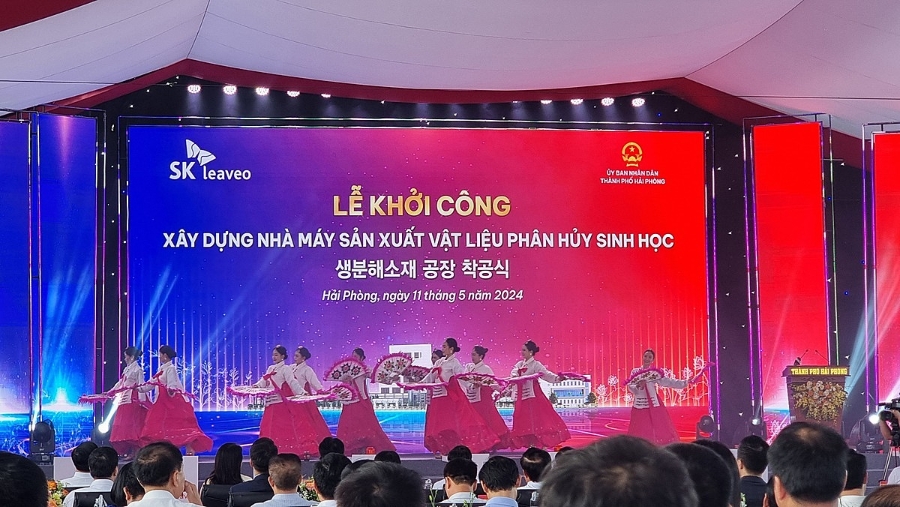 SK leaveo
ỦY BAN NHÂN DÂN
THÀNH PHỐ HẢI PHÒNG
LỄ KHỞI CÔNG
XÂY DỰNG NHÀ MÁY SẢN XUẤT VẬT LIỆU PHÂN HỦY SINH HỌC
생분해소재 공장 착공식
Hải Phòng, ngày 11 tháng 5 năm 2024
THÀNH PHỐ HẢI PHÒNG